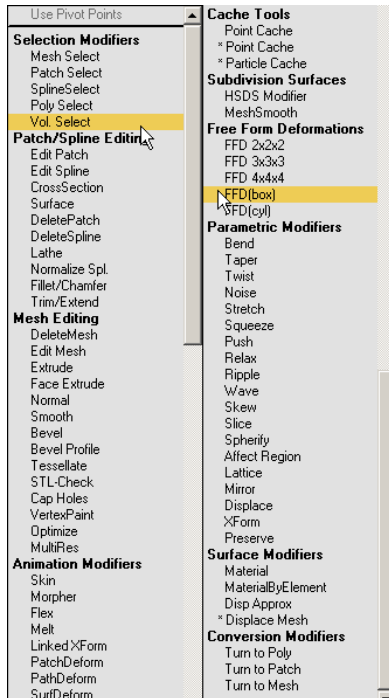 Use Pivot Points
Selection Modifiers
Mesh Select
Patch Select
SplineSelect
Poly Select
Vol. Select
Patch/Spline Editing
Edit Patch
Edit Spline
CrossSection
Surface
DeletePatch
DeleteSpline
Lathe
Normalize Spl.
Fillet/Chamfer
Trim/Extend
Mesh Editing
DeleteMesh
Edit Mesh
Extrude
Face Extrude
Normal
Smooth
Bevel
Bevel Profile
Tessellate
STL-Check
Cap Holes
VertexPaint
Optimize
MultiRes
Animation Modifiers
Skin
Morpher
Flex
Melt
Linked XForm
PatchDeform
PathDeform
SurfDeform
Cache Tools
Point Cache
* Point Cache
* Particle Cache
Subdivision Surfaces
HSDS Modifier
MeshSmooth
Free Form Deformations
FFD 2x2x2
FFD 3x3x3
FFD 4x4x4
FFD(box)
FFD(cyl)
Parametric Modifiers
Bend
Taper
Twist
Noise
Stretch
Squeeze
Push
Relax
Ripple
Wave
Skew
Slice
Spherify
Affect Region
Lattice
Mirror
Displace
XForm
Preserve
Surface Modifiers
Material
MaterialByElement
Disp Approx
* Displace Mesh
Conversion Modifiers
Turn to Poly
Turn to Patch
Turn to Mesh